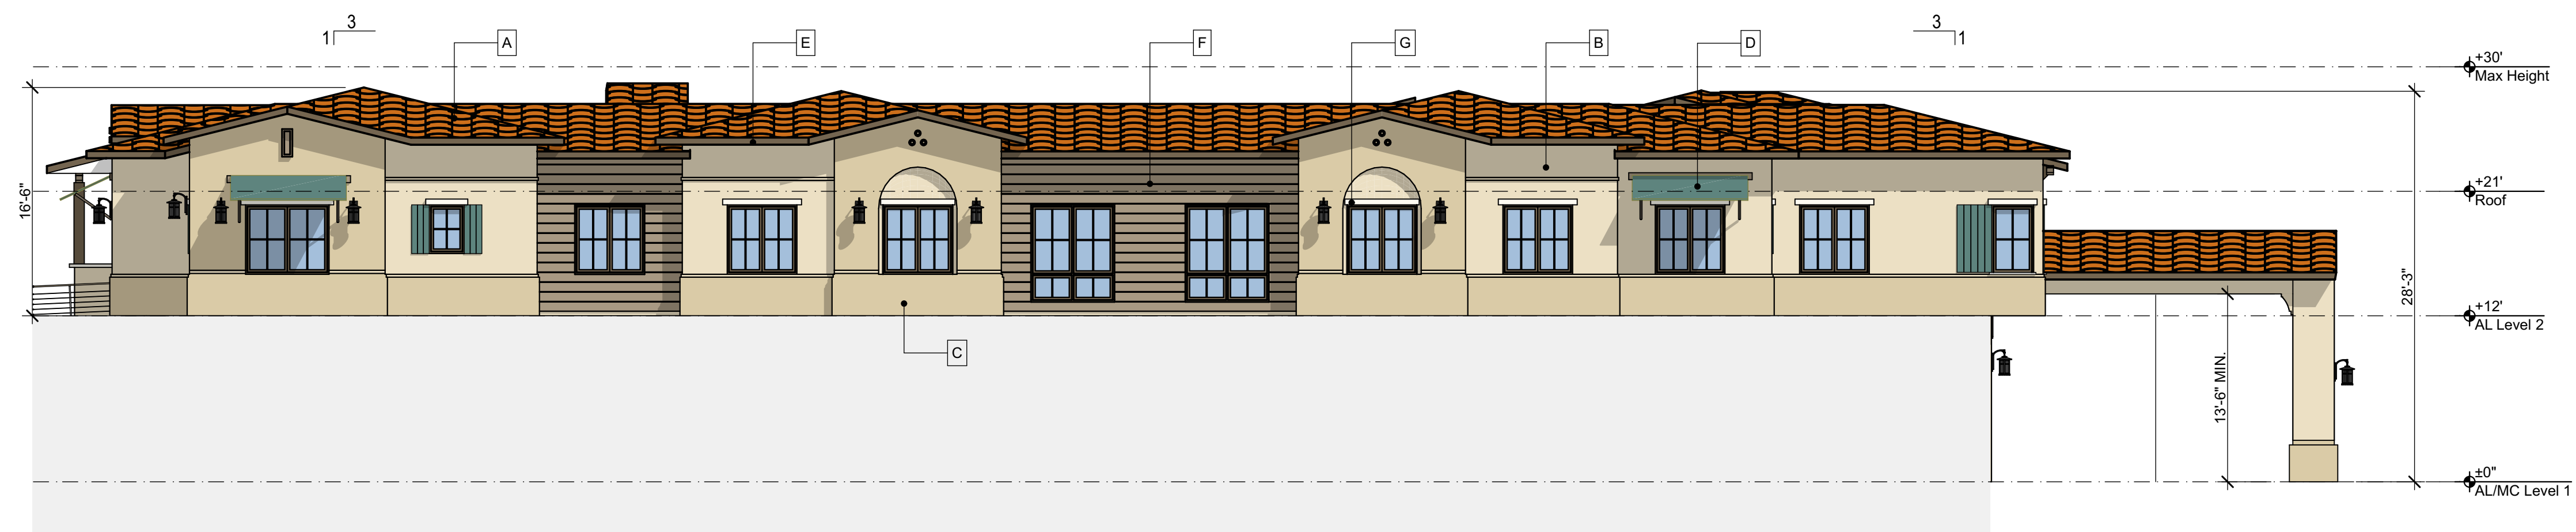 3
1
A
E
F
G
B
D
3
1
+30'
Max Height
16'-6"
+21'
Roof
28'-3"
+12'
AL Level 2
C
13'-6" MIN.
±0"
AL/MC Level 1